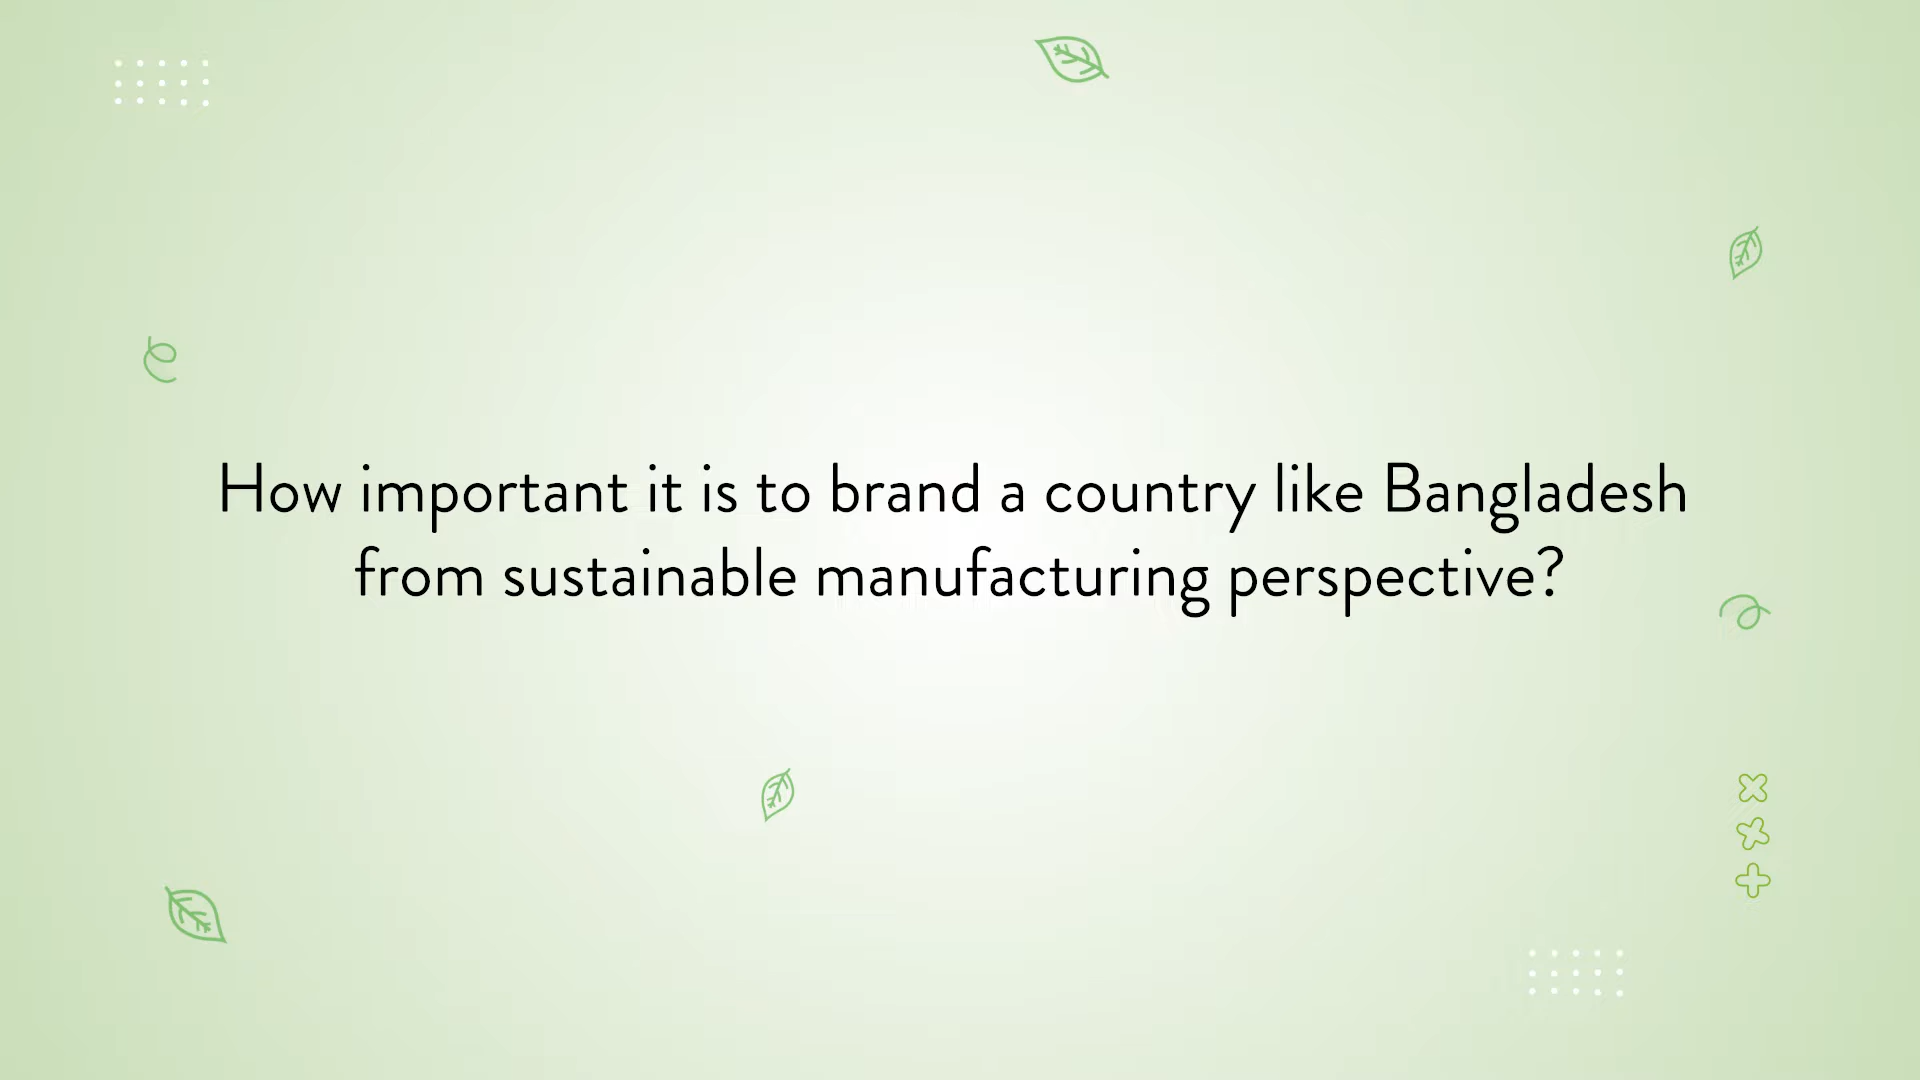 How important it is to brand a country like Bangladesh
from sustainable manufacturing perspective?